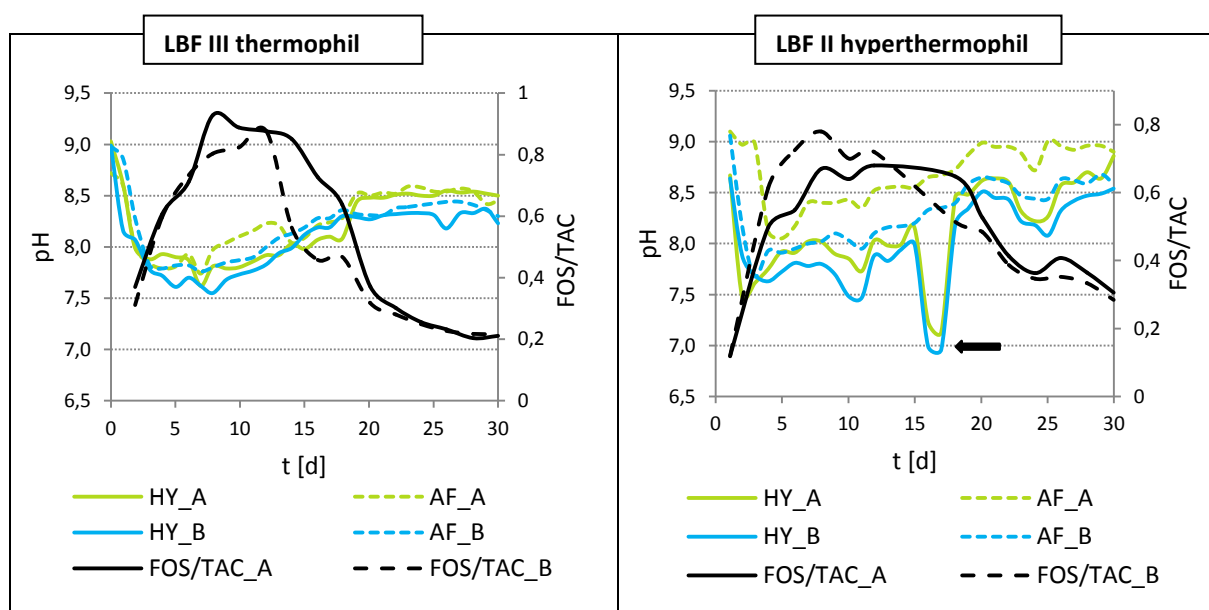 LBF III thermophil
9,5
9,0
8,5
8,0
7,5
7,0
6,5
pH
1
0,8
0,6
0,4
0,2
0
FOS/TAC
0 5 10 15 20 25 30
t [d]
HY_A AF_A
HY_B AF_B
FOS/TAC_A FOS/TAC_B
LBF II hyperthermophil
9,5
9,0
8,5
8,0
7,5
7,0
6,5
pH
0,8
0,6
0,4
0,2
0
FOS/TAC
0 5 10 15 20 25 30
t [d]
HY_A AF_A
HY_B AF_B
FOS/TAC_A FOS/TAC_B